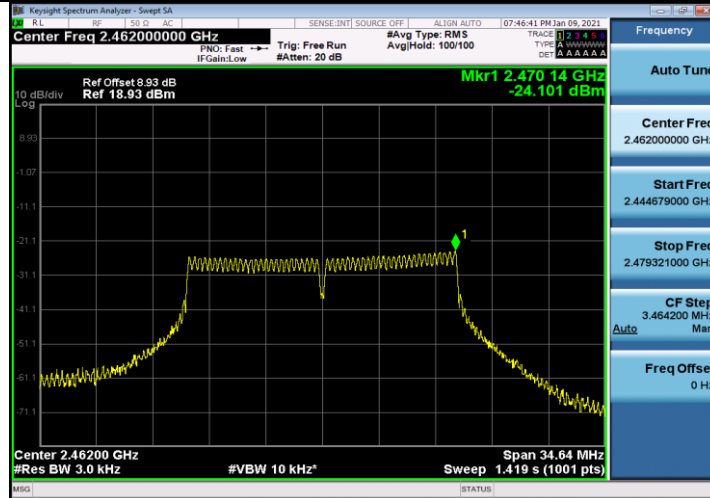 Keysight Spectrum Analyzer - Swept SA
RL RF 50 Ω AC SENSE:INT SOURCE OFF ALIGN AUTO 07:46:41 PM Jan 09, 2021
Center Freq 2.462000000 GHz
PNO: Fast
IFGain:Low
Trig: Free Run
#Atten: 20 dB
#Avg Type: RMS
Avg|Hold: 100/100
TRACE 1 2 3 4 5 6
TYPE A WWWWW
DET A A A A A A
Ref Offset 8.93 dB
Ref 18.93 dBm
10 dB/div
Log
Mkr1 2.470 14 GHz
-24.101 dBm
8.93
-1.07
-11.1
-21.1
-31.1
-41.1
-51.1
-61.1
-71.1
1
Center 2.46200 GHz Span 34.64 MHz
#Res BW 3.0 kHz #VBW 10 kHz* Sweep 1.419 s (1001 pts)
MSG STATUS
Frequency
Auto Tune
Center Freq
2.462000000 GHz
Start Freq
2.444679000 GHz
Stop Freq
2.479321000 GHz
CF Step
3.464200 MHz
Auto Man
Freq Offset
0 Hz